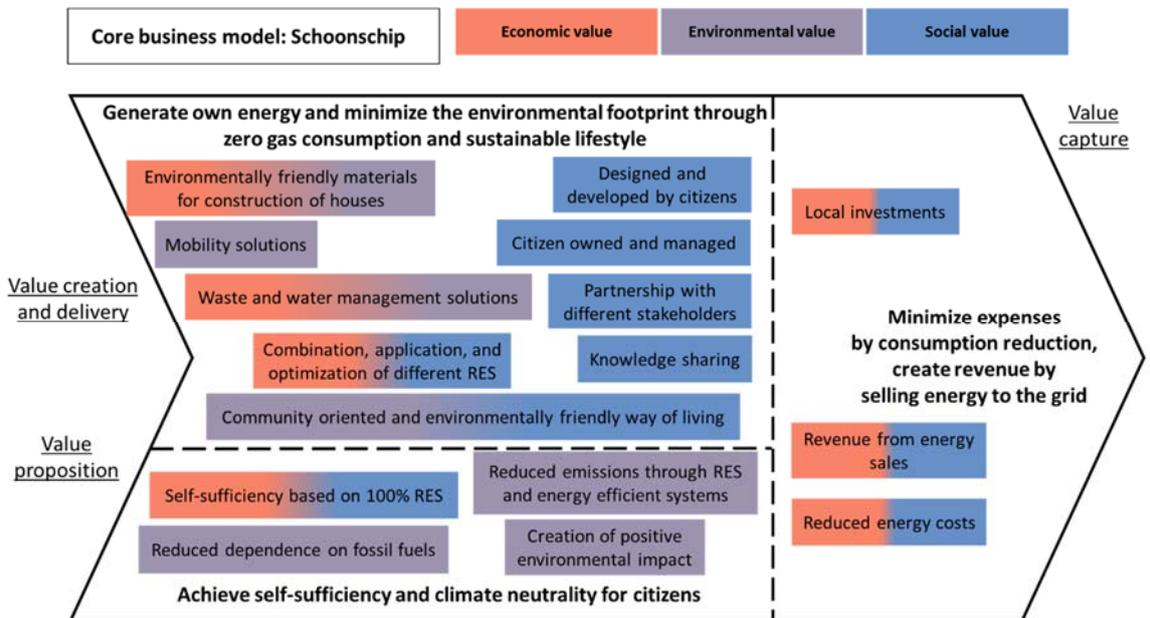 Core business model: Schoonschip
Economic value
Environmental value
Social value
Value
capture
Generate own energy and minimize the environmental footprint through
zero gas consumption and sustainable lifestyle
Environmentally friendly materials
for construction of houses
Designed and
developed by citizens
Local investments
Mobility solutions
Citizen owned and managed
Value creation
and delivery
Waste and water management solutions
Partnership with
different stakeholders
Combination, application, and
optimization of different RES
Knowledge sharing
Minimize expenses
by consumption reduction,
create revenue by
selling energy to the grid
Community oriented and environmentally friendly way of living
Value
proposition
Revenue from energy
sales
Self-sufficiency based on 100% RES
Reduced emissions through RES
and energy efficient systems
Reduced energy costs
Reduced dependence on fossil fuels
Creation of positive
environmental impact
Achieve self-sufficiency and climate neutrality for citizens